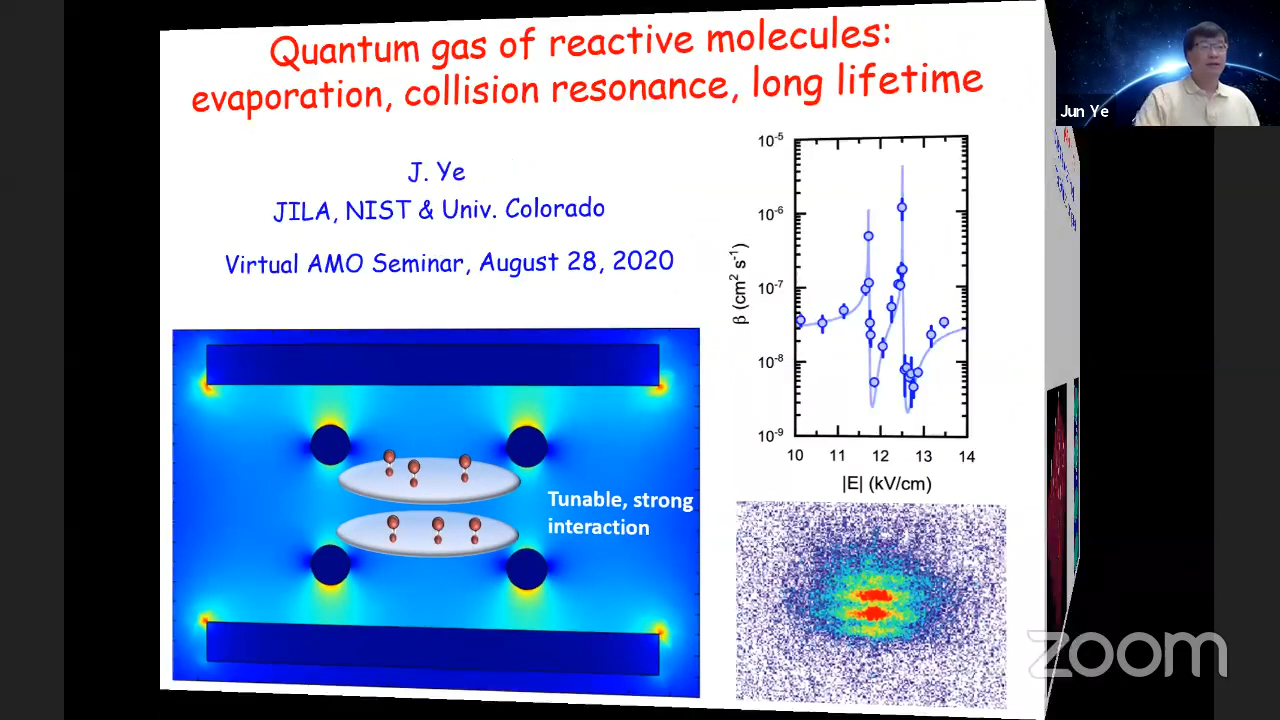 Quantum gas of reactive molecules:
evaporation, collision resonance, long lifetime
Jun Ye
J. Ye
JILA, NIST & Univ. Colorado
Virtual AMO Seminar, August 28, 2020
10-5
10-6
10-7
10-8
10-9
β (cm2 s-1)
10 11 12 13 14
|E| (kV/cm)
Tunable, strong
interaction
zoom